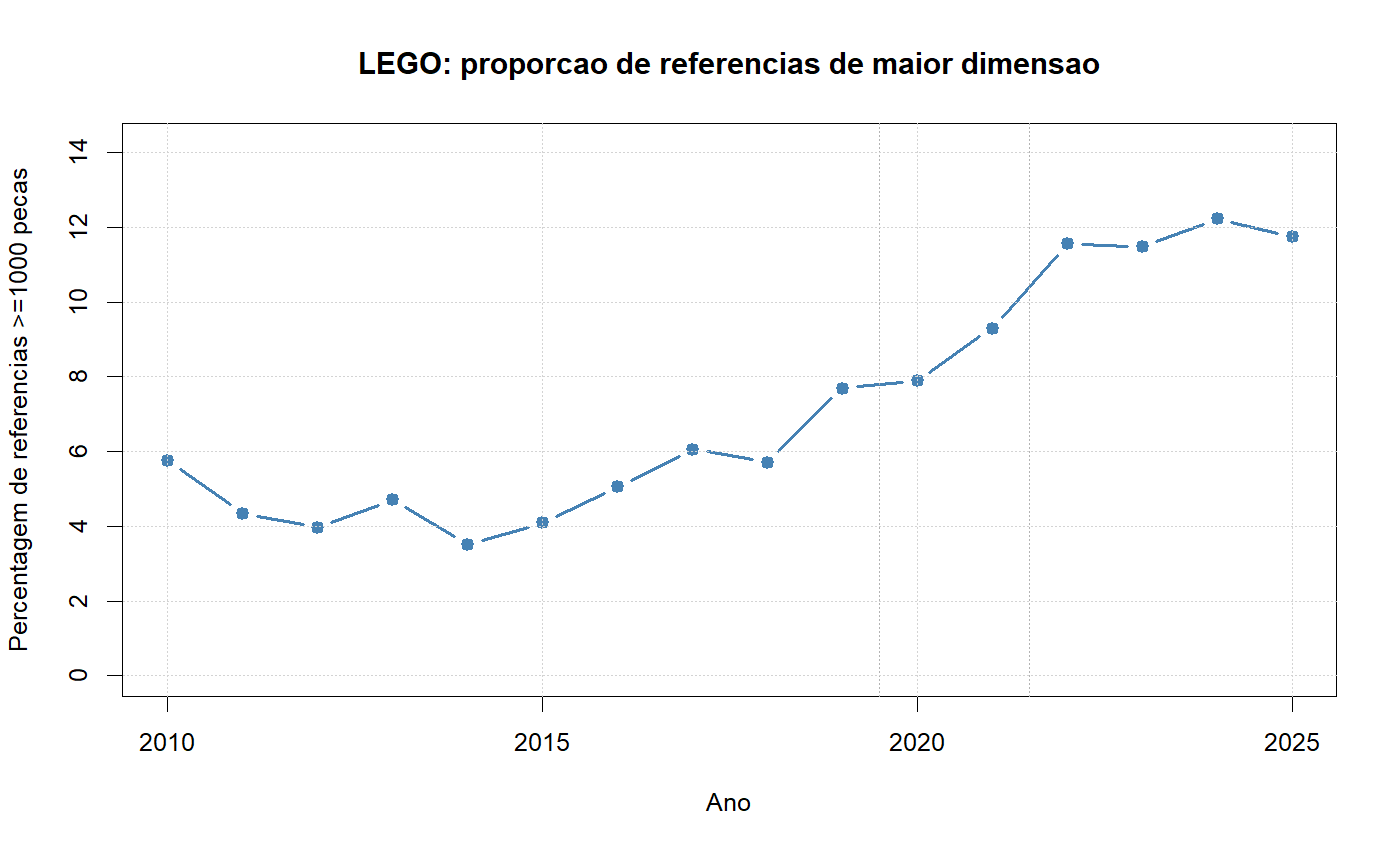 LEGO: proporcao de referencias de maior dimensao
Percentagem de referencias >=1000 pecas
14
12
10
8
6
4
2
0
2010 2015 2020 2025
Ano